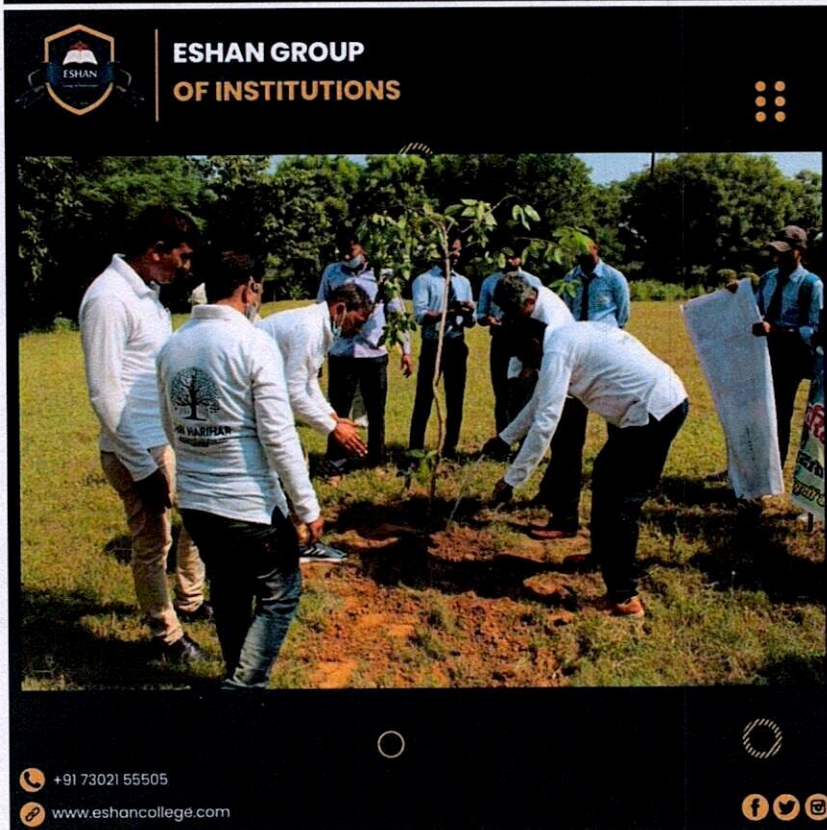 ESHAN
ESHAN GROUP
OF INSTITUTIONS
HARIHAR
+91 73021 55505
www.eshancollege.com